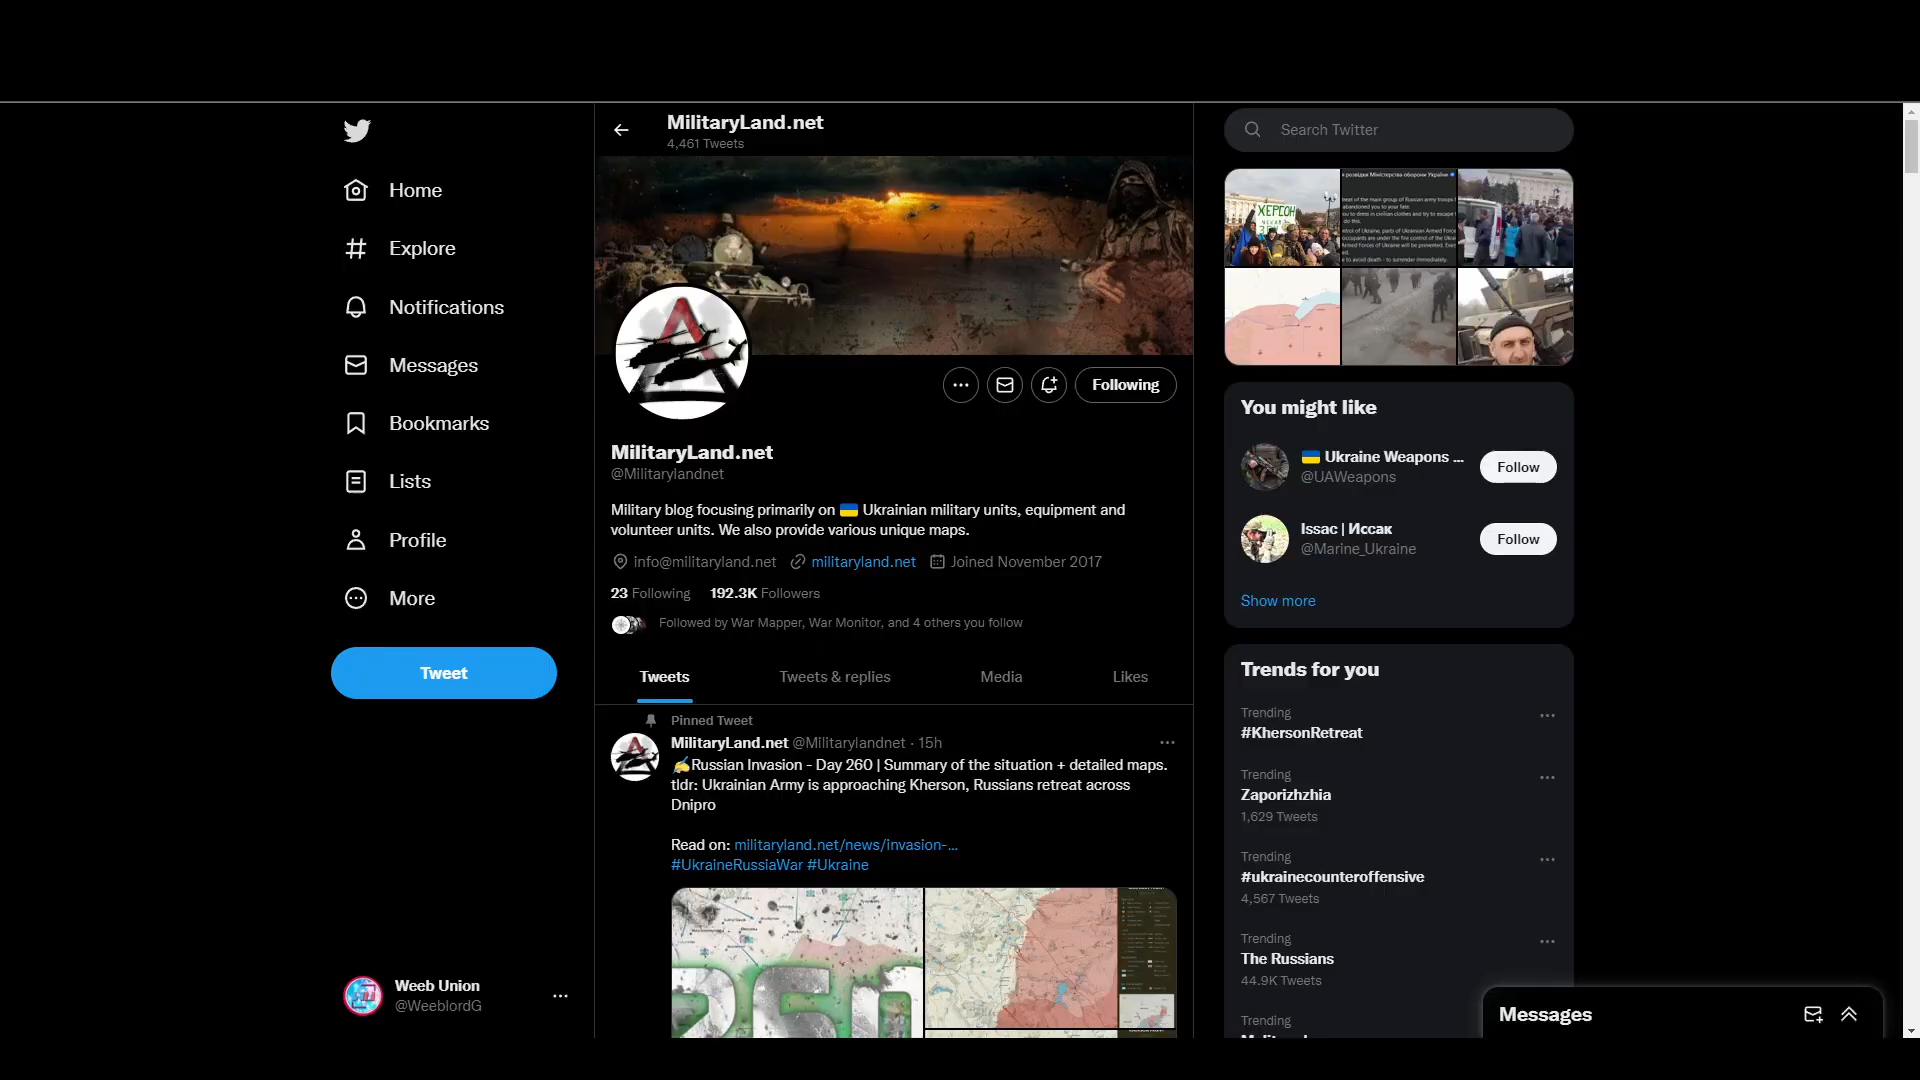 Home
Explore
Notifications
Messages
Bookmarks
Lists
Profile
More
Tweet
Weeb Union
@WeeblordG
MilitaryLand.net
4,461 Tweets
Following
MilitaryLand.net
@Militarylandnet
Military blog focusing primarily on 🇺🇦 Ukrainian military units, equipment and
volunteer units. We also provide various unique maps.
info@militaryland.net militaryland.net Joined November 2017
23 Following 192.3K Followers
Followed by War Mapper, War Monitor, and 4 others you follow
Tweets Tweets & replies Media Likes
Pinned Tweet
MilitaryLand.net @Militarylandnet · 15h
✍️Russian Invasion - Day 260 | Summary of the situation + detailed maps.
tldr: Ukrainian Army is approaching Kherson, Russians retreat across
Dnipro
Read on: militaryland.net/news/invasion-...
#UkraineRussiaWar #Ukraine
260
Search Twitter
ХЕРСОН
розвідки Міністерства оборони України
You might like
🇺🇦 Ukraine Weapons ...
@UAWeapons
Follow
Issac | Иссак
@Marine_Ukraine
Follow
Show more
Trends for you
Trending
#KhersonRetreat
Trending
Zaporizhzhia
1,629 Tweets
Trending
#ukrainecounteroffensive
4,567 Tweets
Trending
The Russians
44.9K Tweets
Trending
Messages